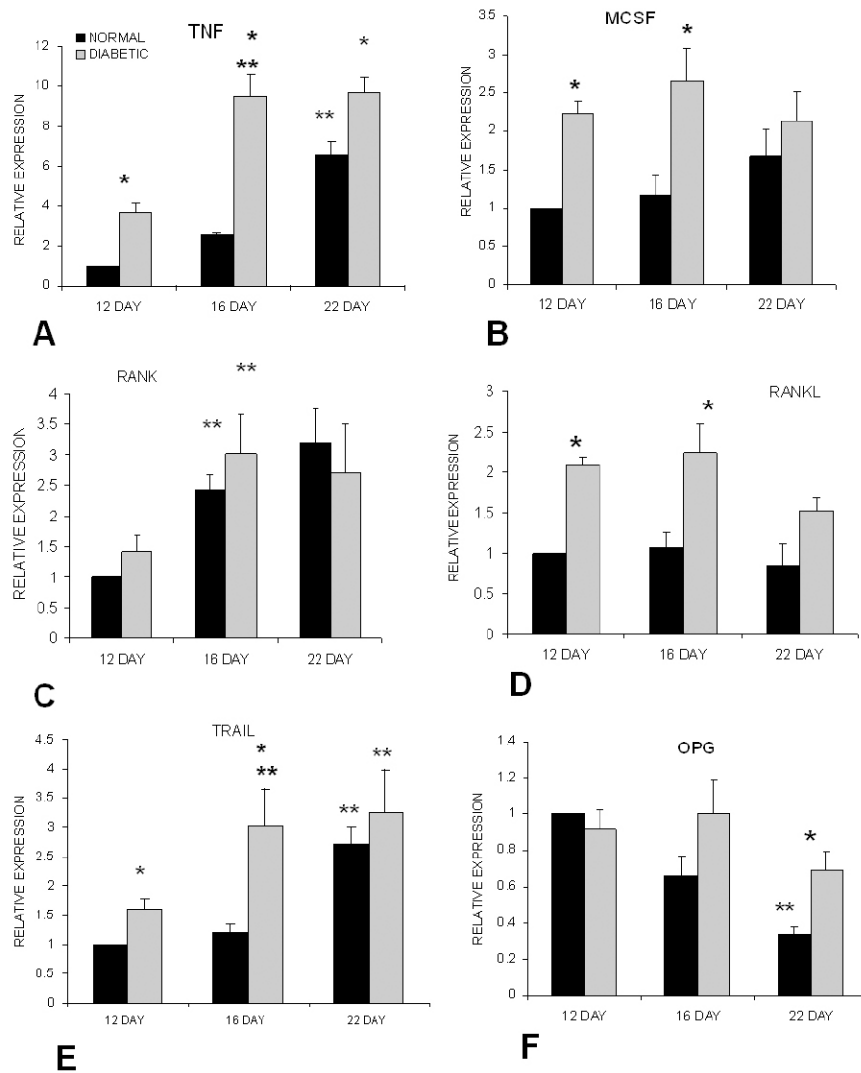 TNF
NORMAL
DIABETIC
RELATIVE EXPRESSION
12
10
8
6
4
2
0
*
*
**
**
*
12 DAY 16 DAY 22 DAY
A
MCSF
RELATIVE EXPRESSION
3.5
3
2.5
2
1.5
1
0.5
0
*
*
12 DAY 16 DAY 22 DAY
B
RANK
RELATIVE EXPRESSION
4
3.5
3
2.5
2
1.5
1
0.5
0
** **
12 DAY 16 DAY 22 DAY
C
RANKL
RELATIVE EXPRESSION
3
2.5
2
1.5
1
0.5
0
*
*
12 DAY 16 DAY 22 DAY
D
TRAIL
RELATIVE EXPRESSION
4.5
4
3.5
3
2.5
2
1.5
1
0.5
0
*
*
**
**
**
12 DAY 16 DAY 22 DAY
E
OPG
RELATIVE EXPRESSION
1.4
1.2
1
0.8
0.6
0.4
0.2
0
**
*
12 DAY 16 DAY 22 DAY
F